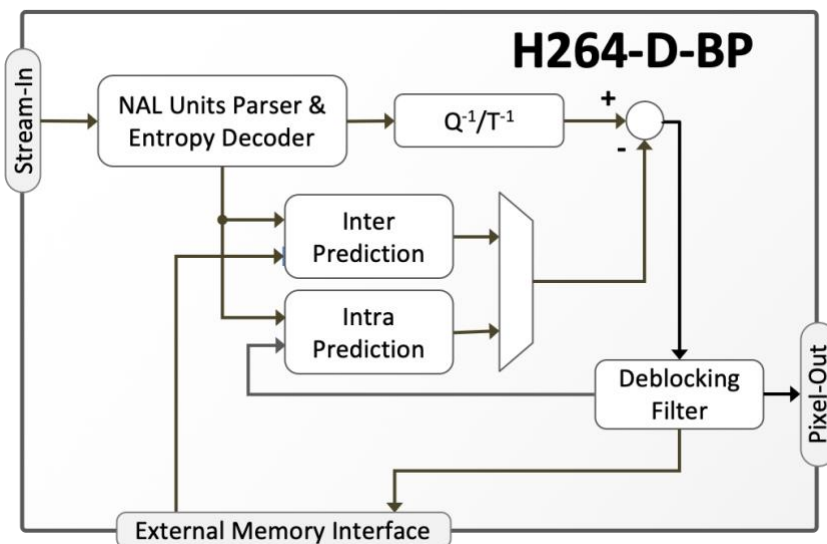 H264-D-BP
Stream-In
NAL Units Parser &
Entropy Decoder
Q⁻¹/T⁻¹
+
-
Inter
Prediction
Intra
Prediction
Deblocking
Filter
Pixel-Out
External Memory Interface